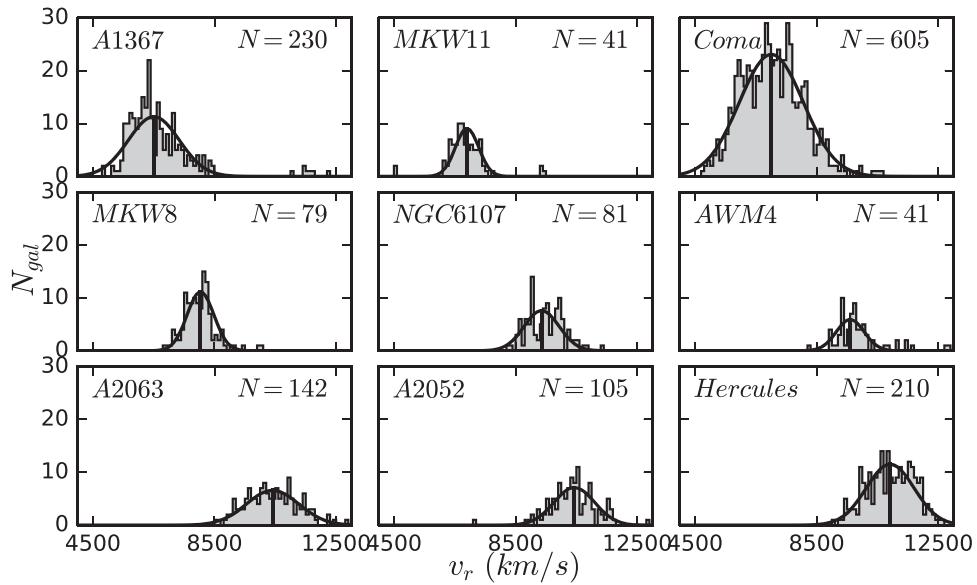 30
A1367 N = 230
MKW11 N = 41
Coma N = 605
20
10
0
30
MKW8 N = 79
NGC6107 N = 81
AWM4 N = 41
20
10
0
30
A2063 N = 142
A2052 N = 105
Hercules N = 210
20
10
0
N_gal
4500 8500 12500
4500 8500 12500
4500 8500 12500
v_r (km/s)